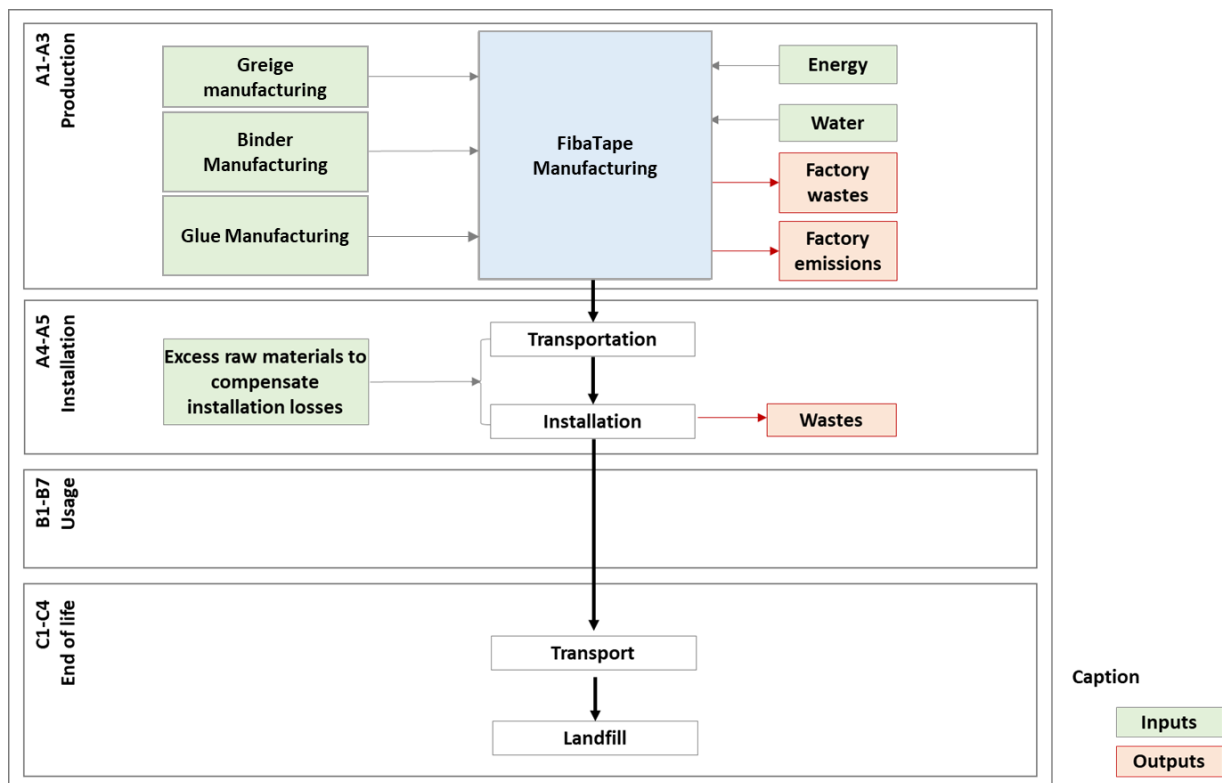 A1-A3
Production
Greige
manufacturing
Binder
Manufacturing
Glue Manufacturing
FibaTape
Manufacturing
Energy
Water
Factory
wastes
Factory
emissions
A4-A5
Installation
Excess raw materials to
compensate
installation losses
Transportation
Installation
Wastes
B1-B7
Usage
C1-C4
End of life
Transport
Landfill
Caption
Inputs
Outputs